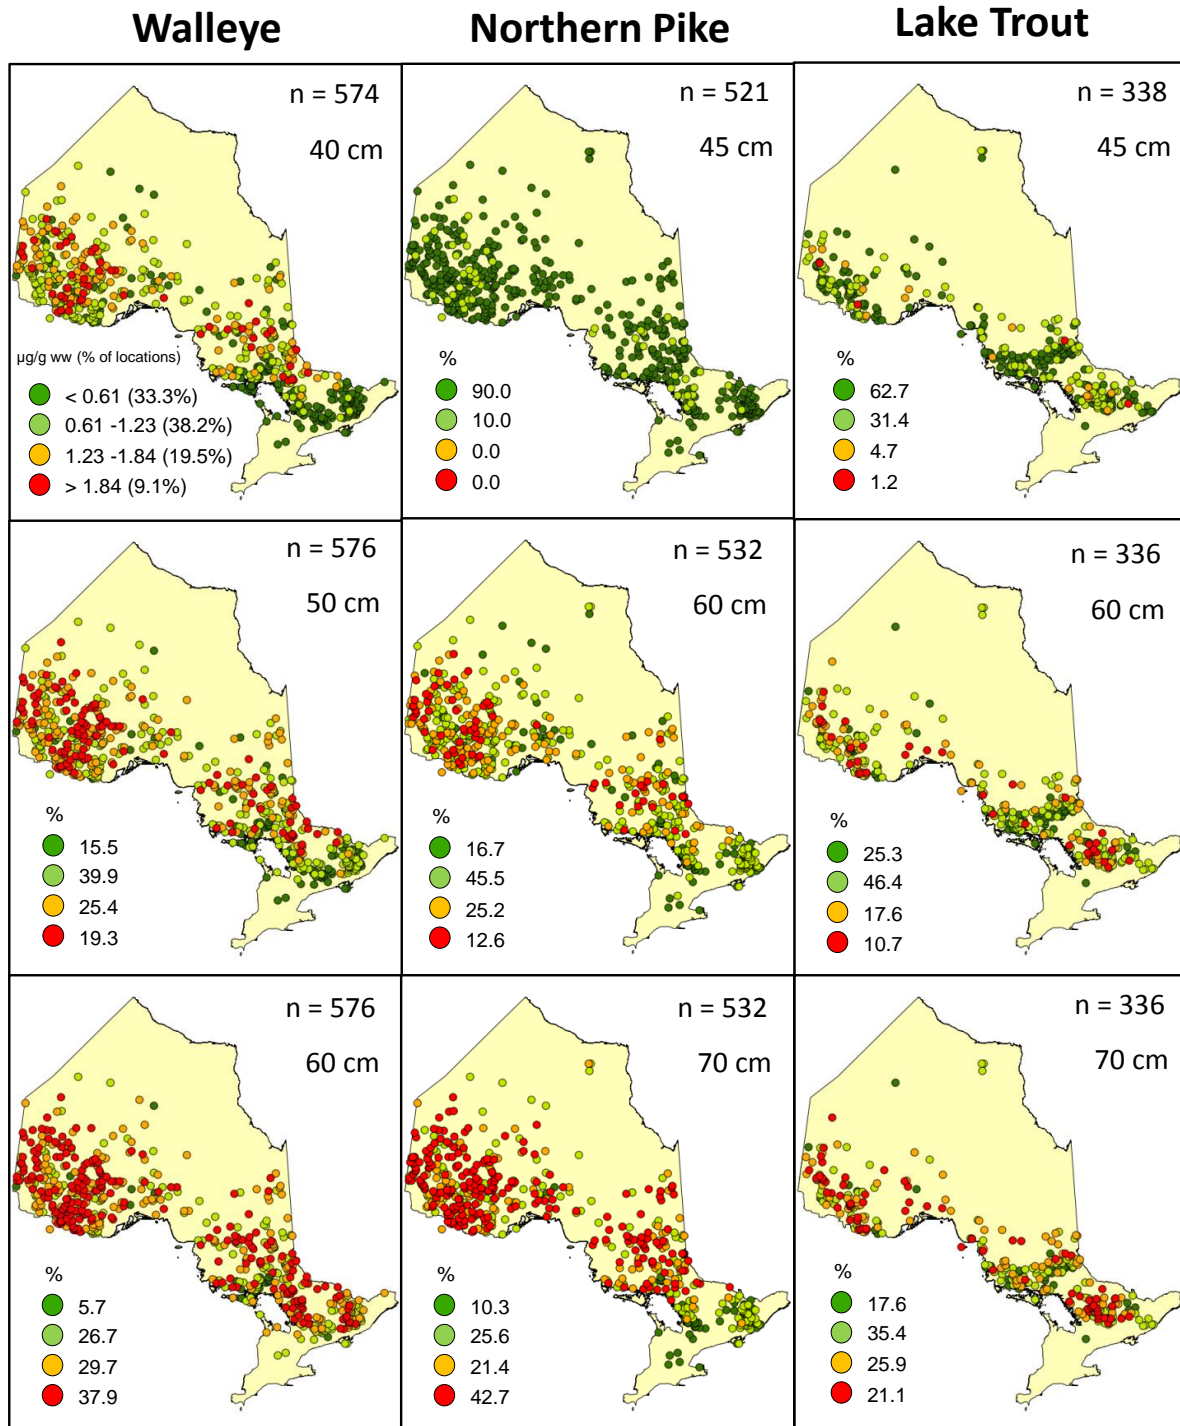 Walleye
Northern Pike
Lake Trout
n = 574
40 cm
µg/g ww (% of locations)
< 0.61 (33.3%)
0.61 -1.23 (38.2%)
1.23 -1.84 (19.5%)
> 1.84 (9.1%)
n = 521
45 cm
%
90.0
10.0
0.0
0.0
n = 338
45 cm
%
62.7
31.4
4.7
1.2
n = 576
50 cm
%
15.5
39.9
25.4
19.3
n = 532
60 cm
%
16.7
45.5
25.2
12.6
n = 336
60 cm
%
25.3
46.4
17.6
10.7
n = 576
60 cm
%
5.7
26.7
29.7
37.9
n = 532
70 cm
%
10.3
25.6
21.4
42.7
n = 336
70 cm
%
17.6
35.4
25.9
21.1